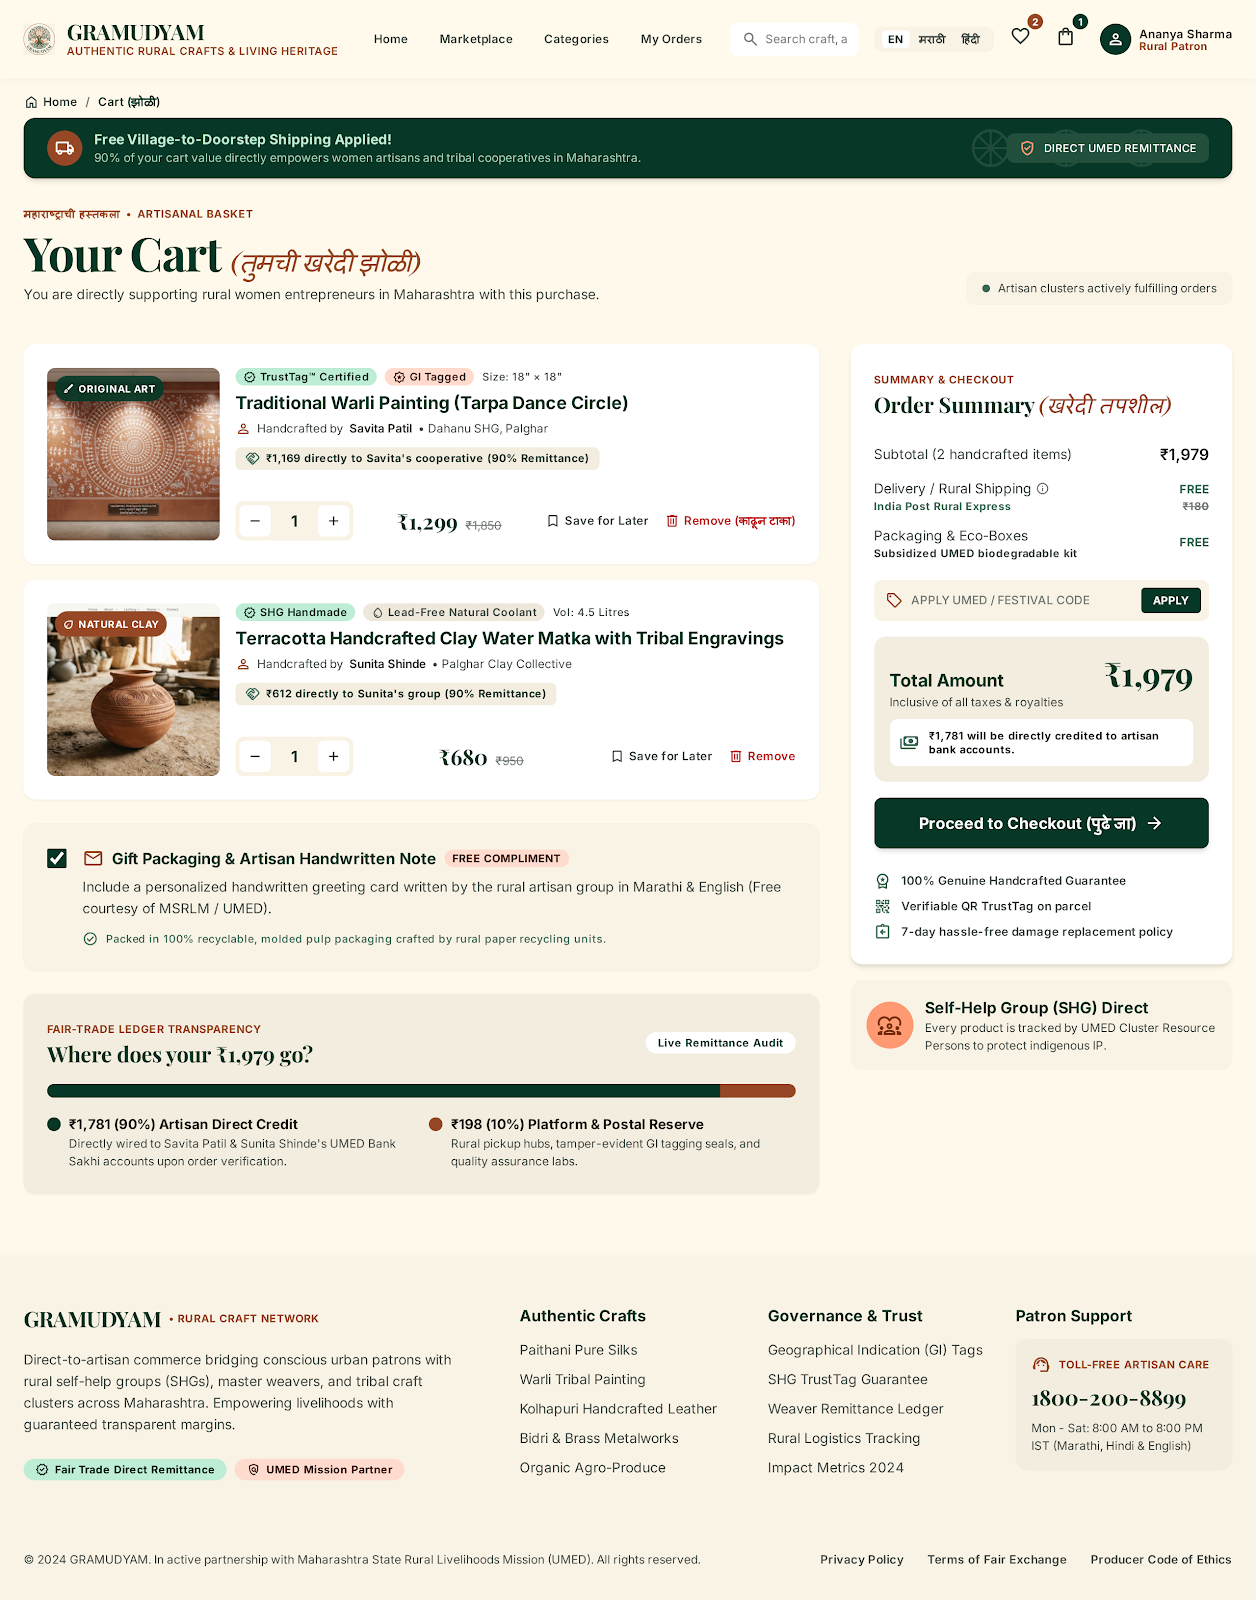 GRAMUDYAM
AUTHENTIC RURAL CRAFTS & LIVING HERITAGE
Home
Marketplace
Categories
My Orders
Search craft, a
EN
मराठी
हिंदी
2
1
Ananya Sharma
Rural Patron
Home / Cart (झोळी)
Free Village-to-Doorstep Shipping Applied!
90% of your cart value directly empowers women artisans and tribal cooperatives in Maharashtra.
DIRECT UMED REMITTANCE
महाराष्ट्राची हस्तकला • ARTISANAL BASKET
Your Cart (तुमची खरेदी झोळी)
You are directly supporting rural women entrepreneurs in Maharashtra with this purchase.
Artisan clusters actively fulfilling orders
ORIGINAL ART
TrustTag™ Certified
GI Tagged
Size: 18" × 18"
Traditional Warli Painting (Tarpa Dance Circle)
Handcrafted by Savita Patil • Dahanu SHG, Palghar
₹1,169 directly to Savita's cooperative (90% Remittance)
− 1 +
₹1,299 ₹1,850
Save for Later
Remove (काढून टाका)
NATURAL CLAY
SHG Handmade
Lead-Free Natural Coolant
Vol: 4.5 Litres
Terracotta Handcrafted Clay Water Matka with Tribal Engravings
Handcrafted by Sunita Shinde • Palghar Clay Collective
₹612 directly to Sunita's group (90% Remittance)
− 1 +
₹680 ₹950
Save for Later
Remove
Gift Packaging & Artisan Handwritten Note
FREE COMPLIMENT
Include a personalized handwritten greeting card written by the rural artisan group in Marathi & English (Free
courtesy of MSRLM / UMED).
Packed in 100% recyclable, molded pulp packaging crafted by rural paper recycling units.
FAIR-TRADE LEDGER TRANSPARENCY
Where does your ₹1,979 go?
Live Remittance Audit
₹1,781 (90%) Artisan Direct Credit
Directly wired to Savita Patil & Sunita Shinde's UMED Bank
Sakhi accounts upon order verification.
₹198 (10%) Platform & Postal Reserve
Rural pickup hubs, tamper-evident GI tagging seals, and
quality assurance labs.
SUMMARY & CHECKOUT
Order Summary (खरेदी तपशील)
Subtotal (2 handcrafted items) ₹1,979
Delivery / Rural Shipping FREE
India Post Rural Express ₹180
Packaging & Eco-Boxes FREE
Subsidized UMED biodegradable kit
APPLY UMED / FESTIVAL CODE
APPLY
Total Amount ₹1,979
Inclusive of all taxes & royalties
₹1,781 will be directly credited to artisan
bank accounts.
Proceed to Checkout (पुढे जा)
100% Genuine Handcrafted Guarantee
Verifiable QR TrustTag on parcel
7-day hassle-free damage replacement policy
Self-Help Group (SHG) Direct
Every product is tracked by UMED Cluster Resource
Persons to protect indigenous IP.
GRAMUDYAM • RURAL CRAFT NETWORK
Direct-to-artisan commerce bridging conscious urban patrons with
rural self-help groups (SHGs), master weavers, and tribal craft
clusters across Maharashtra. Empowering livelihoods with
guaranteed transparent margins.
Fair Trade Direct Remittance
UMED Mission Partner
Authentic Crafts
Paithani Pure Silks
Warli Tribal Painting
Kolhapuri Handcrafted Leather
Bidri & Brass Metalworks
Organic Agro-Produce
Governance & Trust
Geographical Indication (GI) Tags
SHG TrustTag Guarantee
Weaver Remittance Ledger
Rural Logistics Tracking
Impact Metrics 2024
Patron Support
TOLL-FREE ARTISAN CARE
1800-200-8899
Mon - Sat: 8:00 AM to 8:00 PM
IST (Marathi, Hindi & English)
© 2024 GRAMUDYAM. In active partnership with Maharashtra State Rural Livelihoods Mission (UMED). All rights reserved.
Privacy Policy
Terms of Fair Exchange
Producer Code of Ethics